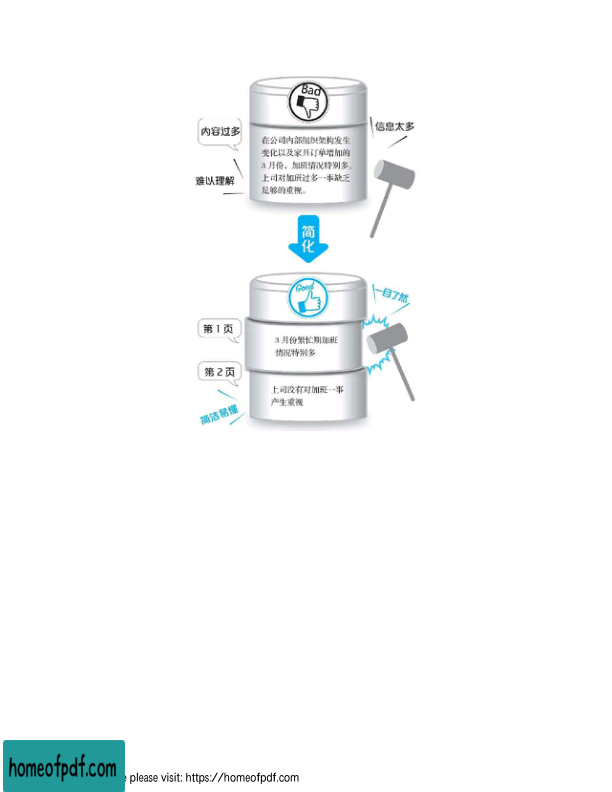 Bad
内容过多
信息太多
在公司内部组织架构发生
变化以及家具订单增加的
3月份，加班情况特别多。
上司对加班过多一事缺乏
足够的重视。
难以理解
简
化
Good
一目了然
第1页
3月份繁忙期加班
情况特别多
第2页
上司没有对加班一事
产生重视
简洁易懂
homeofpdf.com
e please visit: https://homeofpdf.com